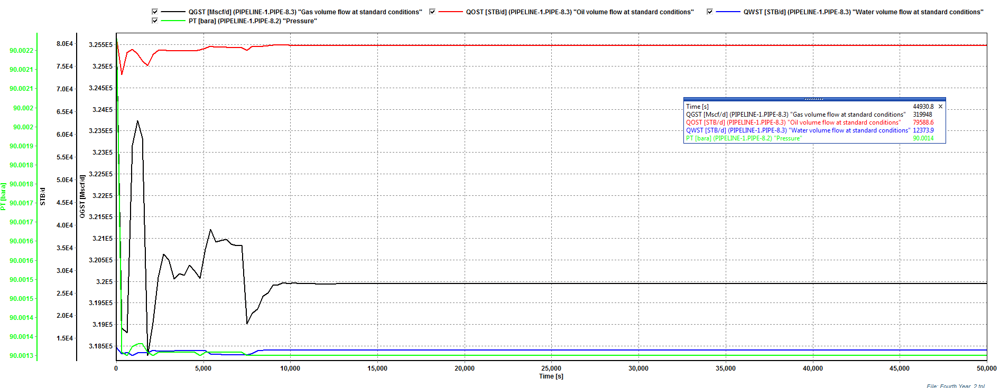 QGST [Mscf/d] (PIPELINE-1.PIPE-8.3) "Gas volume flow at standard conditions" QOST [STB/d] (PIPELINE-1.PIPE-8.3) "Oil volume flow at standard conditions" QWST [STB/d] (PIPELINE-1.PIPE-8.3) "Water volume flow at standard conditions"
PT [bara] (PIPELINE-1.PIPE-8.2) "Pressure"
PT [bara]
90.0022
90.0021
90.0021
90.002
90.002
90.0019
90.0018
90.0018
90.0017
90.0017
90.0016
90.0016
90.0015
90.0015
90.0014
90.0014
90.0013
STB/d
8.0E4
7.5E4
7.0E4
6.5E4
6.0E4
5.5E4
5.0E4
4.5E4
4.0E4
3.5E4
3.0E4
2.5E4
2.0E4
1.5E4
QGST [Mscf/d]
3.255E5
3.25E5
3.245E5
3.24E5
3.235E5
3.23E5
3.225E5
3.22E5
3.215E5
3.21E5
3.205E5
3.2E5
3.195E5
3.19E5
3.185E5
Time [s] 44930.8
QGST [Mscf/d] (PIPELINE-1.PIPE-8.3) "Gas volume flow at standard conditions" 319948
QOST [STB/d] (PIPELINE-1.PIPE-8.3) "Oil volume flow at standard conditions" 79588.6
QWST [STB/d] (PIPELINE-1.PIPE-8.3) "Water volume flow at standard conditions" 12373.9
PT [bara] (PIPELINE-1.PIPE-8.2) "Pressure" 90.0014
0 5,000 10,000 15,000 20,000 25,000 30,000 35,000 40,000 45,000 50,000
Time [s]
File: Fourth Year_2.tpl